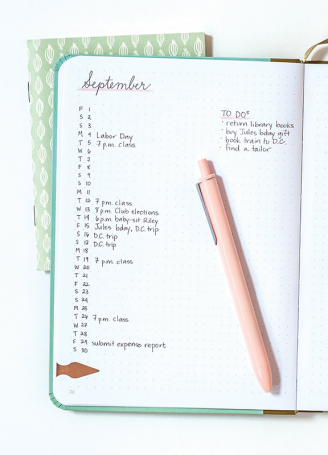 September
F 1
S 2
S 3
M 4 Labor Day
T 5 7 p.m. class
W 6
T 7
F 8
S 9
S 10
M 11
T 12 7 p.m. class
W 13 8 p.m. Club elections
T 14 6 p.m. baby-sit Riley
F 15 Jules bday, D.C. trip
S 16 D.C. trip
S 17 D.C. trip
M 18
T 19 7 p.m. class
W 20
T 21
F 22
S 23
S 24
M 25
T 26 7 p.m. class
W 27
T 28
F 29 submit expense report
S 30
TO DO
· return library books
· buy Jules bday gift
· book train to D.C.
· find a tailor